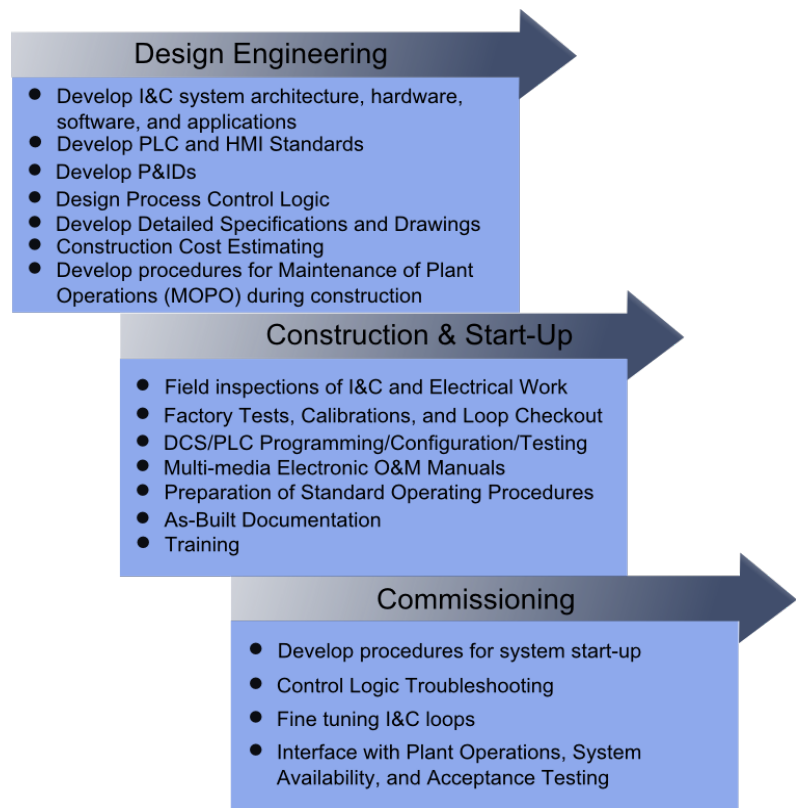 Design Engineering
● Develop I&C system architecture, hardware,
software, and applications
● Develop PLC and HMI Standards
● Develop P&IDs
● Design Process Control Logic
● Develop Detailed Specifications and Drawings
● Construction Cost Estimating
● Develop procedures for Maintenance of Plant
Operations (MOPO) during construction
Construction & Start-Up
● Field inspections of I&C and Electrical Work
● Factory Tests, Calibrations, and Loop Checkout
● DCS/PLC Programming/Configuration/Testing
● Multi-media Electronic O&M Manuals
● Preparation of Standard Operating Procedures
● As-Built Documentation
● Training
Commissioning
● Develop procedures for system start-up
● Control Logic Troubleshooting
● Fine tuning I&C loops
● Interface with Plant Operations, System
Availability, and Acceptance Testing